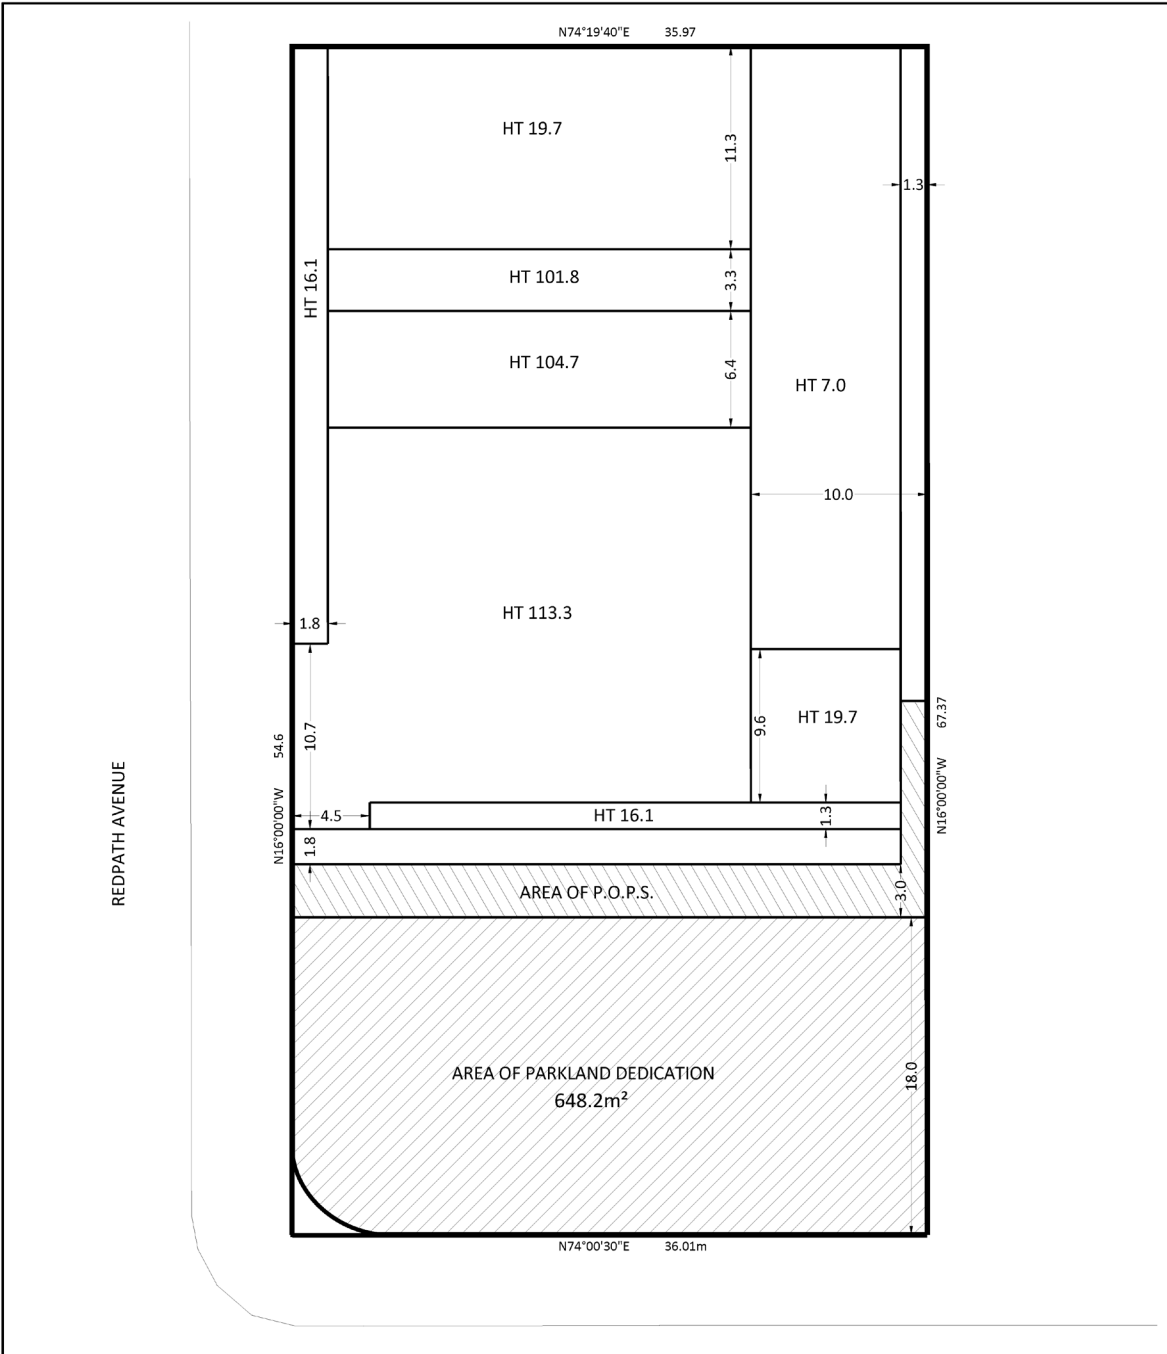 N74°19'40"E 35.97
HT 19.7
11.3
1.3
HT 16.1
HT 101.8
3.3
HT 104.7
6.4
HT 7.0
10.0
HT 113.3
1.8
10.7
9.6
HT 19.7
54.6
N16°00'00"W
67.37
N16°00'00"W
REDPATH AVENUE
4.5
HT 16.1
1.3
1.8
AREA OF P.O.P.S.
3.0
AREA OF PARKLAND DEDICATION
648.2m²
18.0
N74°00'30"E 36.01m